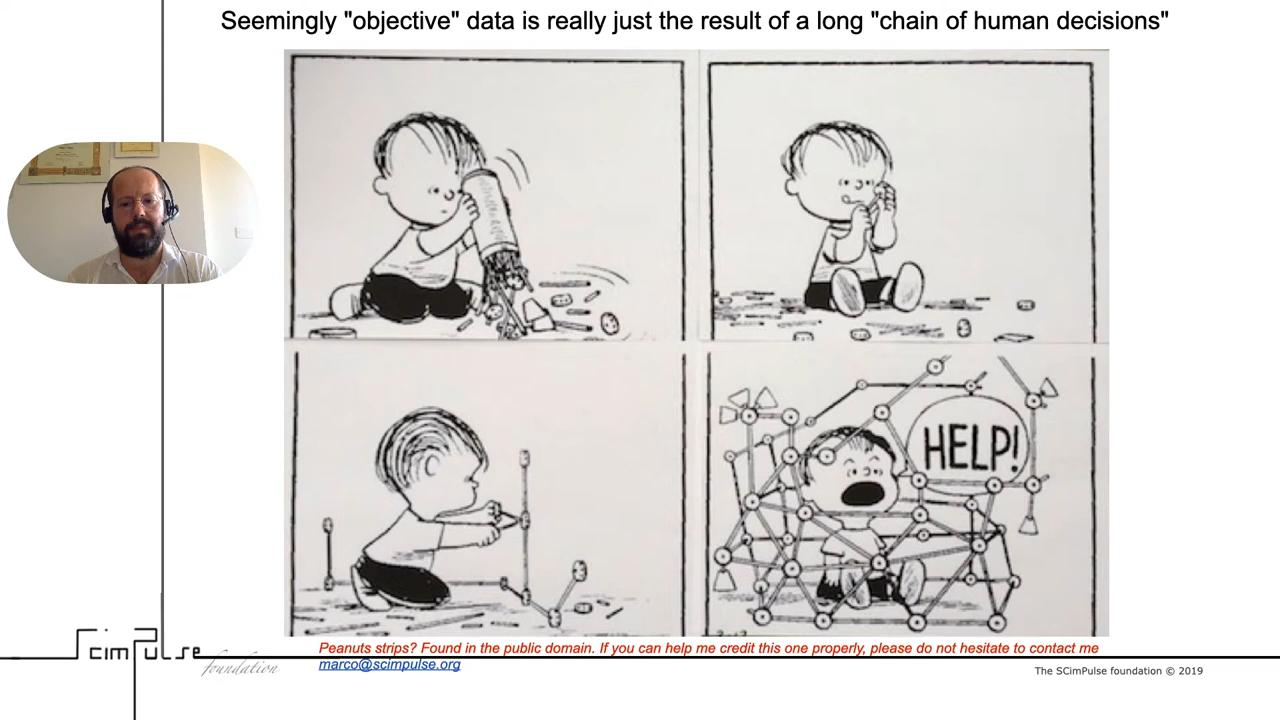 Seemingly "objective" data is really just the result of a long "chain of human decisions"
HELP!
Peanuts strips? Found in the public domain. If you can help me credit this one properly, please do not hesitate to contact me
marco@scimpulse.org
SCimPulse
foundation
The SCimPulse foundation © 2019